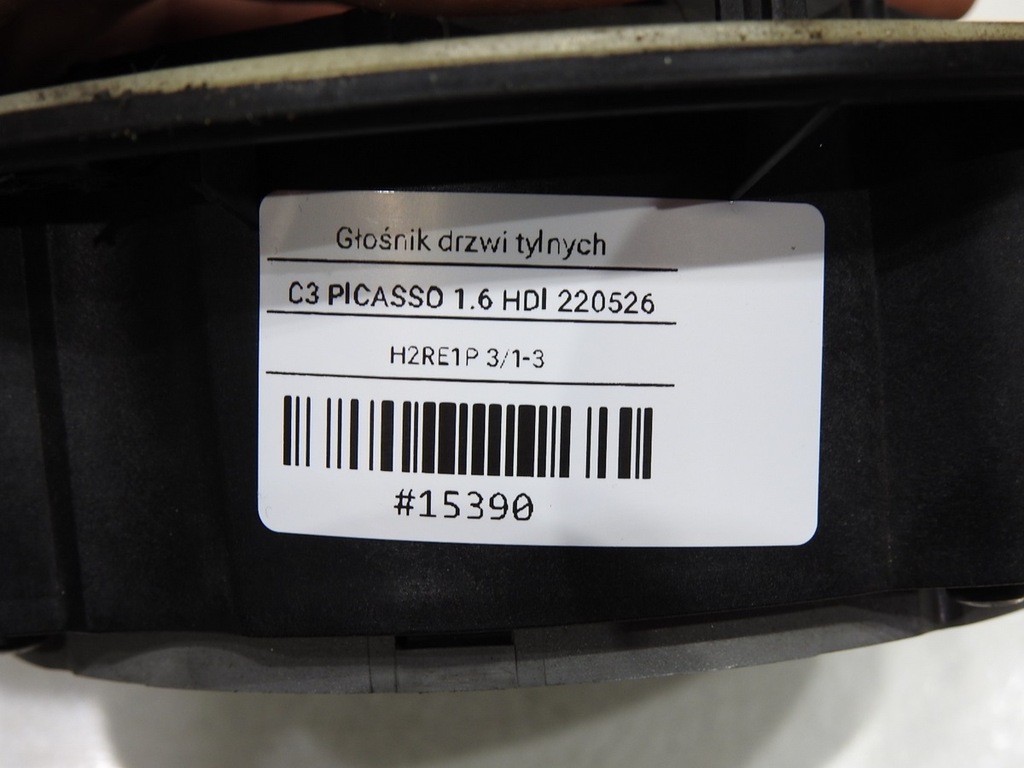 Głośnik drzwi tylnych
C3 PICASSO 1.6 HDI 220526
H2RE1P 3/1-3
#15390